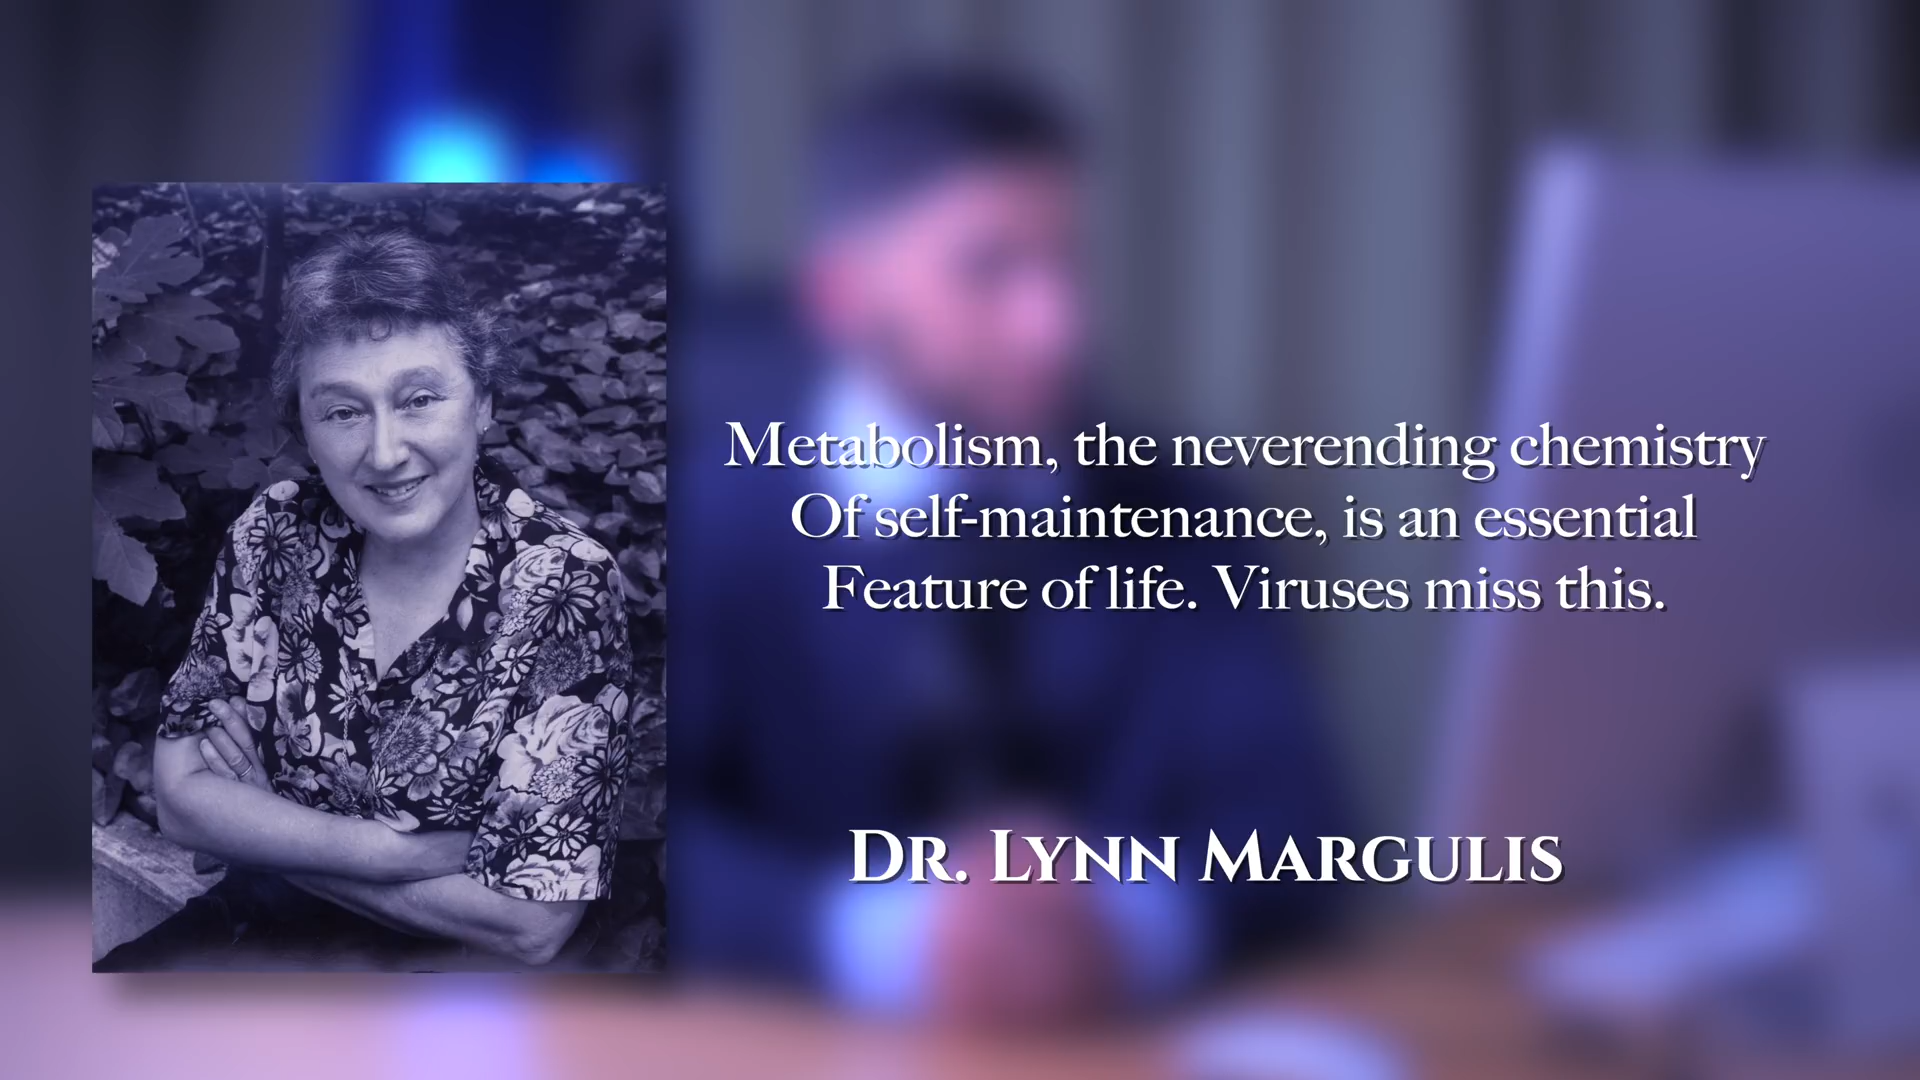 Metabolism, the neverending chemistry
Of self-maintenance, is an essential
Feature of life. Viruses miss this.
Dr. Lynn Margulis